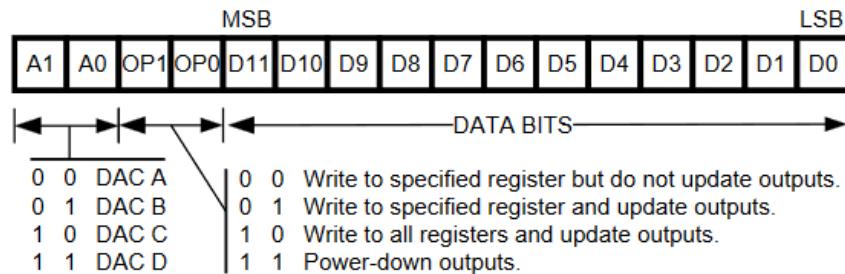 MSB LSB
A1 A0 OP1 OP0 D11 D10 D9 D8 D7 D6 D5 D4 D3 D2 D1 D0
DATA BITS
0 0 DAC A 0 0 Write to specified register but do not update outputs.
0 1 DAC B 0 1 Write to specified register and update outputs.
1 0 DAC C 1 0 Write to all registers and update outputs.
1 1 DAC D 1 1 Power-down outputs.